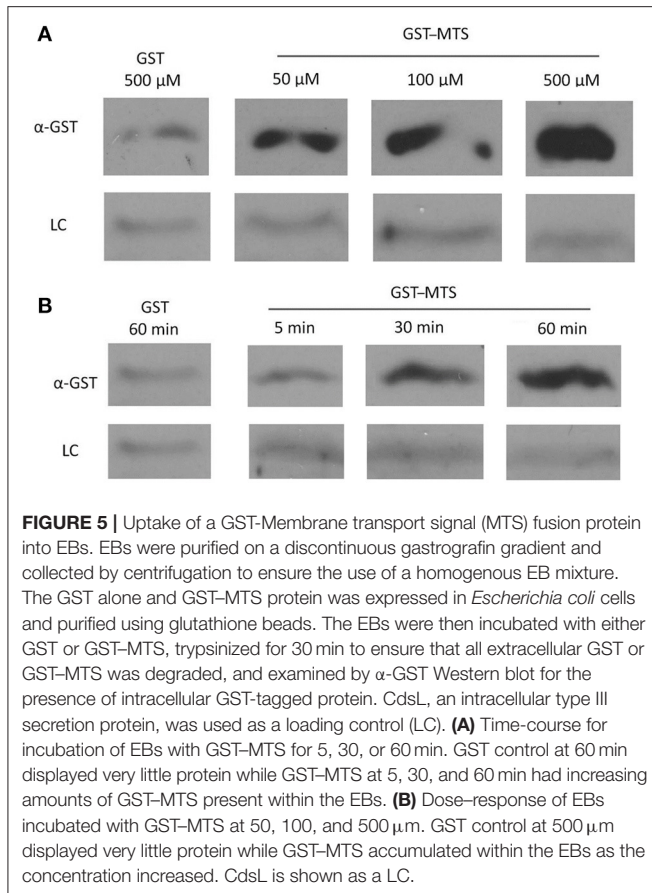 A
GST
500 μM
GST–MTS
50 μM 100 μM 500 μM
α-GST
LC
B
GST
60 min
GST–MTS
5 min 30 min 60 min
α-GST
LC
FIGURE 5 | Uptake of a GST-Membrane transport signal (MTS) fusion protein
into EBs. EBs were purified on a discontinuous gastrografin gradient and
collected by centrifugation to ensure the use of a homogenous EB mixture.
The GST alone and GST–MTS protein was expressed in Escherichia coli cells
and purified using glutathione beads. The EBs were then incubated with either
GST or GST–MTS, trypsinized for 30 min to ensure that all extracellular GST or
GST–MTS was degraded, and examined by α-GST Western blot for the
presence of intracellular GST-tagged protein. CdsL, an intracellular type III
secretion protein, was used as a loading control (LC). (A) Time-course for
incubation of EBs with GST–MTS for 5, 30, or 60 min. GST control at 60 min
displayed very little protein while GST–MTS at 5, 30, and 60 min had increasing
amounts of GST–MTS present within the EBs. (B) Dose–response of EBs
incubated with GST–MTS at 50, 100, and 500 μm. GST control at 500 μm
displayed very little protein while GST–MTS accumulated within the EBs as the
concentration increased. CdsL is shown as a LC.